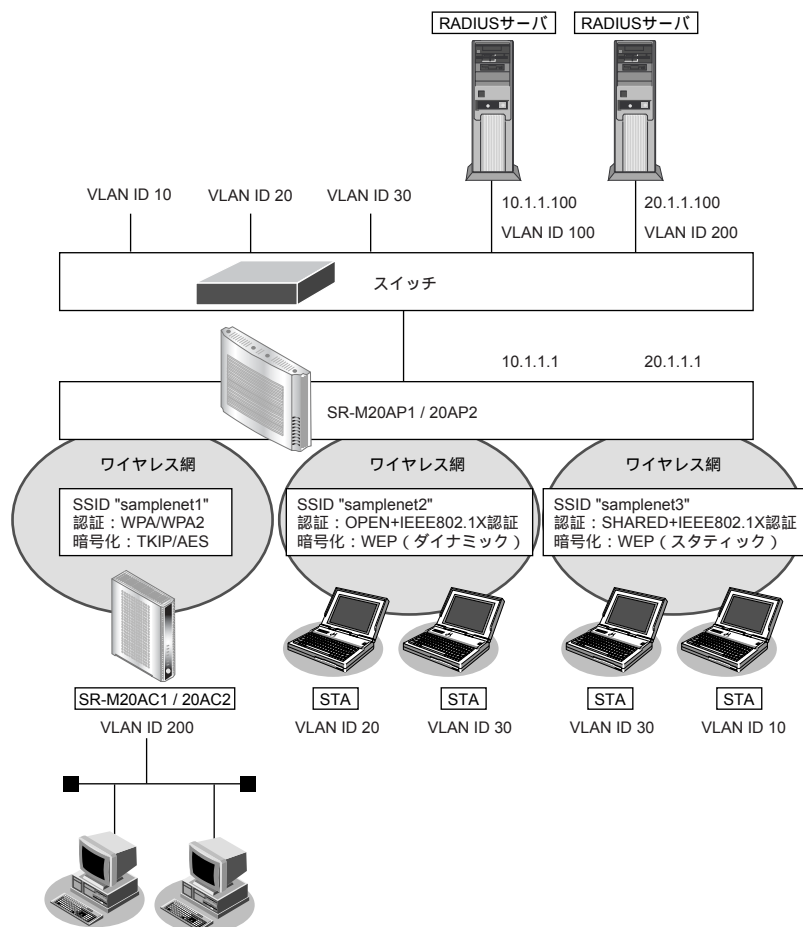 RADIUSサーバ
RADIUSサーバ
VLAN ID 10
VLAN ID 20
VLAN ID 30
10.1.1.100
VLAN ID 100
20.1.1.100
VLAN ID 200
スイッチ
10.1.1.1
20.1.1.1
SR-M20AP1 / 20AP2
ワイヤレス網
SSID "samplenet1"
認証：WPA/WPA2
暗号化：TKIP/AES
ワイヤレス網
SSID "samplenet2"
認証：OPEN+IEEE802.1X認証
暗号化：WEP（ダイナミック）
ワイヤレス網
SSID "samplenet3"
認証：SHARED+IEEE802.1X認証
暗号化：WEP（スタティック）
SR-M20AC1 / 20AC2
VLAN ID 200
STA
VLAN ID 20
STA
VLAN ID 30
STA
VLAN ID 30
STA
VLAN ID 10